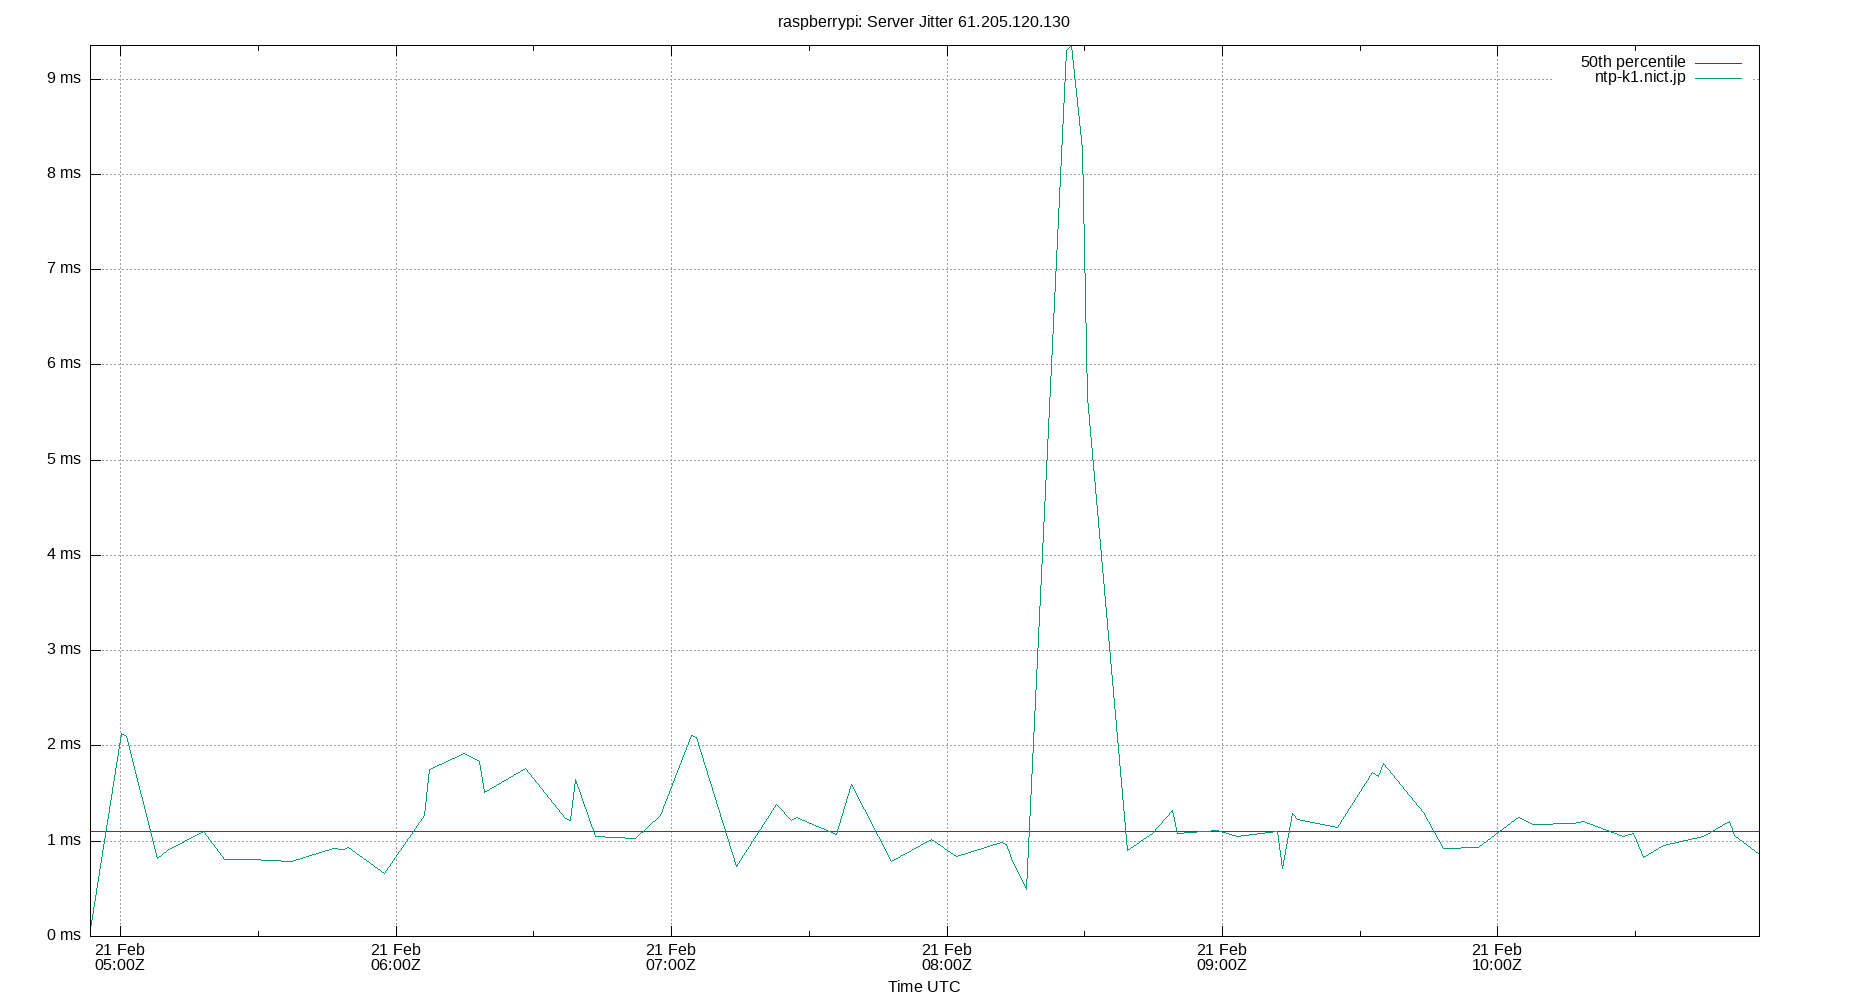 raspberrypi: Server Jitter 61.205.120.130
50th percentile
ntp-k1.nict.jp
9 ms
8 ms
7 ms
6 ms
5 ms
4 ms
3 ms
2 ms
1 ms
0 ms
21 Feb 21 Feb 21 Feb 21 Feb 21 Feb 21 Feb
05:00Z 06:00Z 07:00Z 08:00Z 09:00Z 10:00Z
Time UTC